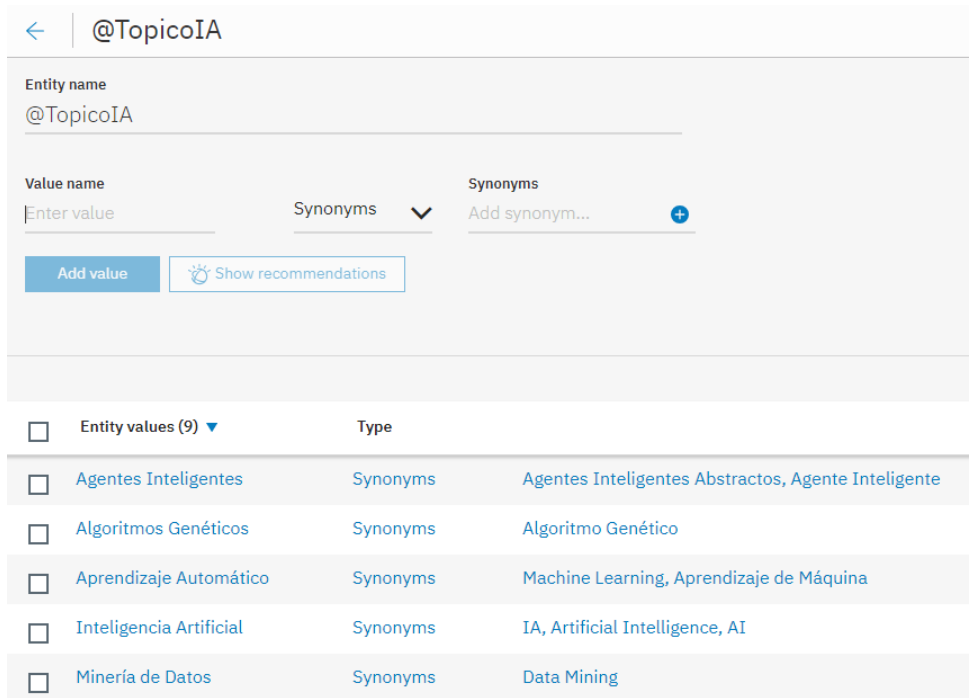 @TopicoIA
Entity name
@TopicoIA
Value name
Synonyms
Enter value
Synonyms
Add synonym...
Add value
Show recommendations
Entity values (9) ▼ Type
Agentes Inteligentes Synonyms Agentes Inteligentes Abstractos, Agente Inteligente
Algoritmos Genéticos Synonyms Algoritmo Genético
Aprendizaje Automático Synonyms Machine Learning, Aprendizaje de Máquina
Inteligencia Artificial Synonyms IA, Artificial Intelligence, AI
Minería de Datos Synonyms Data Mining